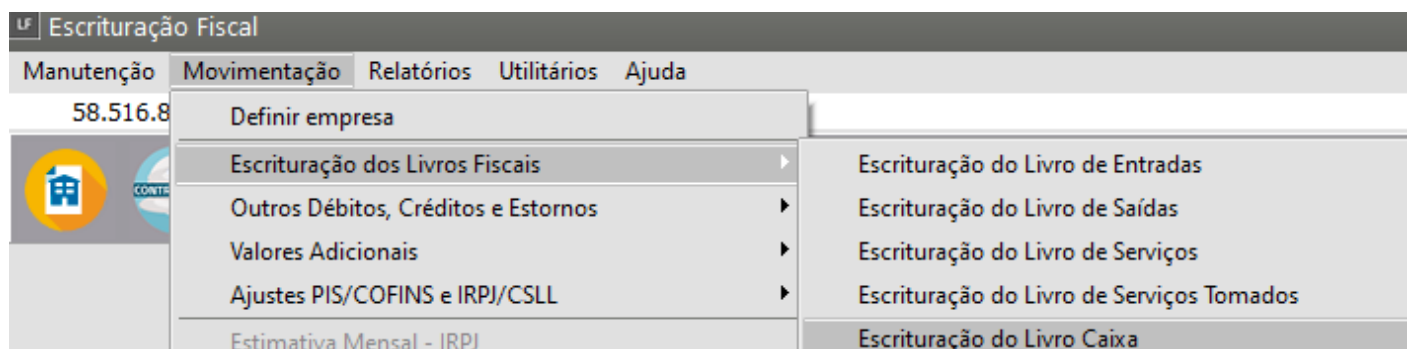 LF Escrituração Fiscal
Manutenção Movimentação Relatórios Utilitários Ajuda
58.516.8
Definir empresa
Escrituração dos Livros Fiscais
Outros Débitos, Créditos e Estornos
Valores Adicionais
Ajustes PIS/COFINS e IRPJ/CSLL
Estimativa Mensal - IRPJ
Escrituração do Livro de Entradas
Escrituração do Livro de Saídas
Escrituração do Livro de Serviços
Escrituração do Livro de Serviços Tomados
Escrituração do Livro Caixa